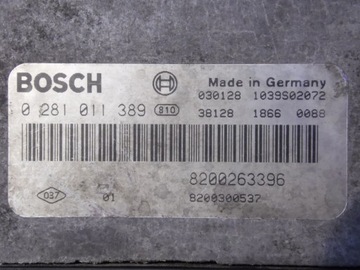 BOSCH Made in Germany
030128 1039S02072
0 281 011 389 810 38128 1866 0088
8200263396
037 01 8200300537